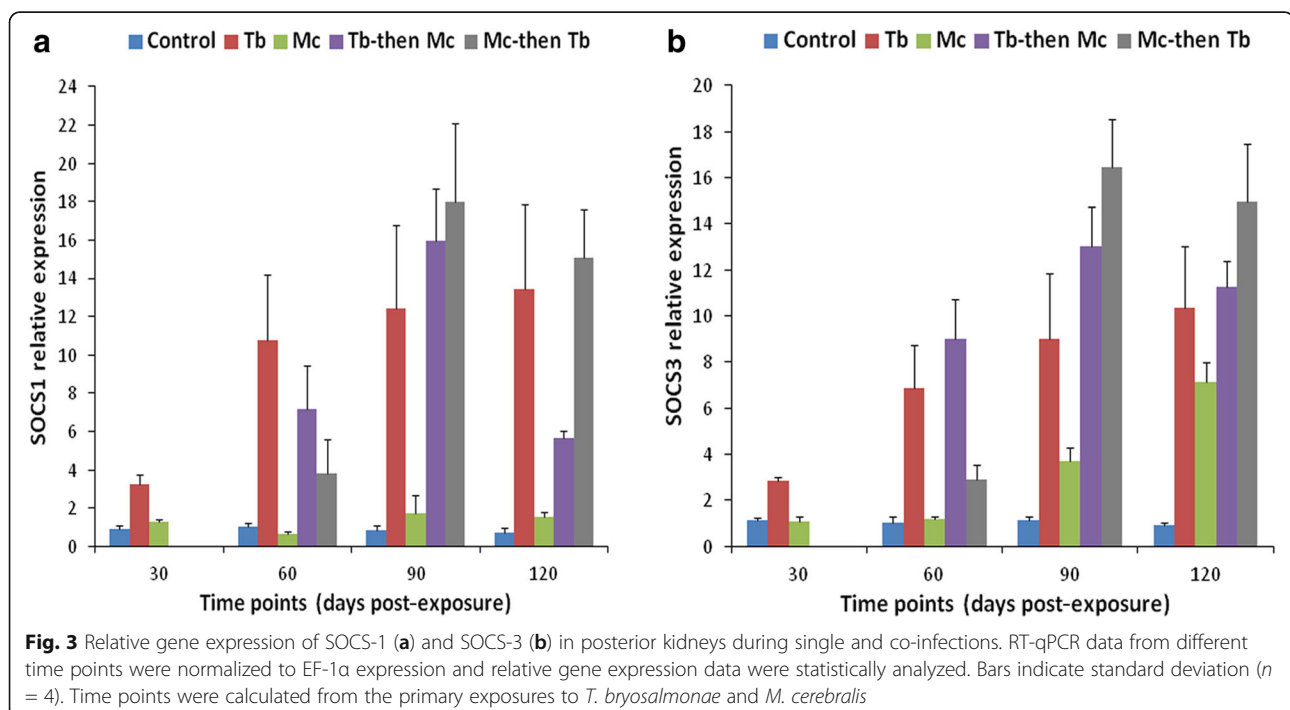 a
Control Tb Mc Tb-then Mc Mc-then Tb
SOCS1 relative expression
24
22
20
18
16
14
12
10
8
6
4
2
0
30 60 90 120
Time points (days post-exposure)
b
Control Tb Mc Tb-then Mc Mc-then Tb
SOCS3 relative expression
20
18
16
14
12
10
8
6
4
2
0
30 60 90 120
Time points (days post-exposure)
Fig. 3 Relative gene expression of SOCS-1 (a) and SOCS-3 (b) in posterior kidneys during single and co-infections. RT-qPCR data from different
time points were normalized to EF-1α expression and relative gene expression data were statistically analyzed. Bars indicate standard deviation (n
= 4). Time points were calculated from the primary exposures to T. bryosalmonae and M. cerebralis